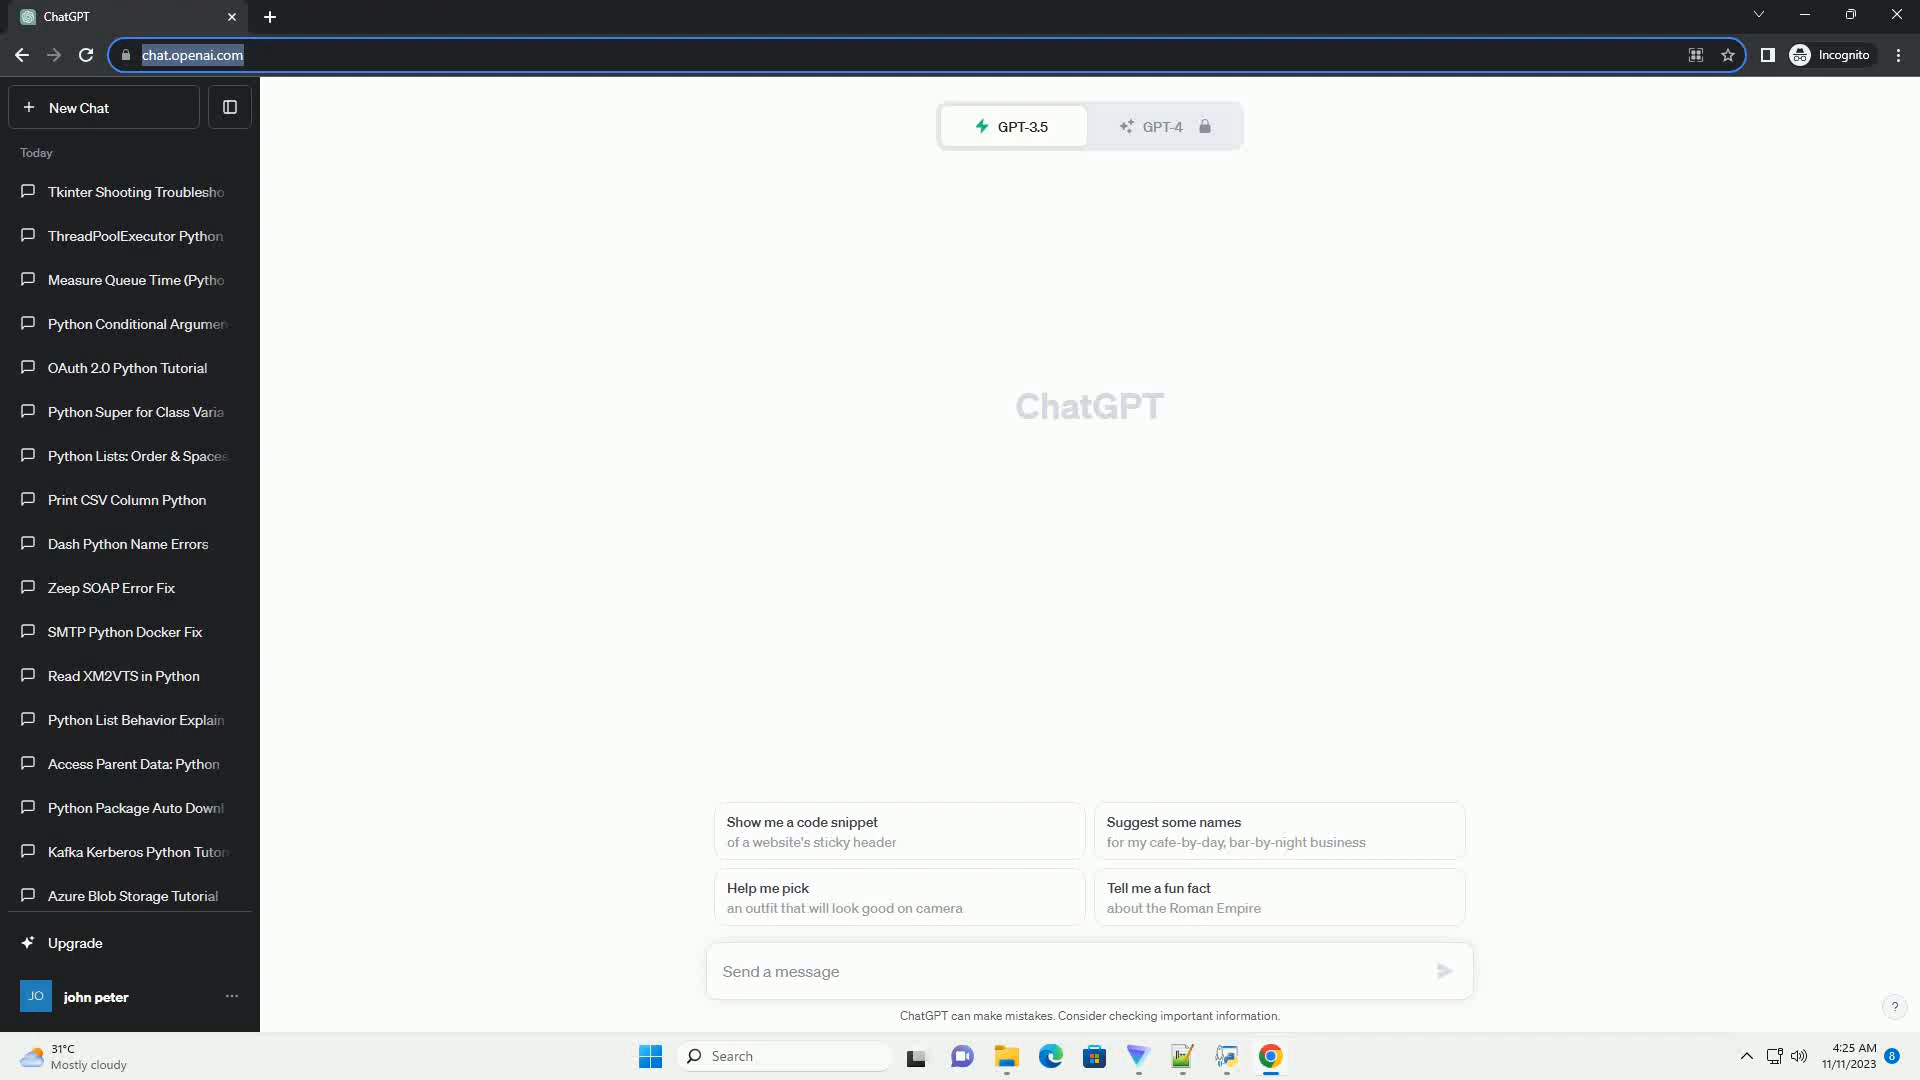 ChatGPT
chat.openai.com
Incognito
New Chat
Today
Tkinter Shooting Troublesho
ThreadPoolExecutor Python
Measure Queue Time (Pytho
Python Conditional Argumen
OAuth 2.0 Python Tutorial
Python Super for Class Varia
Python Lists: Order & Spaces
Print CSV Column Python
Dash Python Name Errors
Zeep SOAP Error Fix
SMTP Python Docker Fix
Read XM2VTS in Python
Python List Behavior Explain
Access Parent Data: Python
Python Package Auto Downl
Kafka Kerberos Python Tutor
Azure Blob Storage Tutorial
Upgrade
JO
john peter
GPT-3.5
GPT-4
ChatGPT
Show me a code snippet
of a website's sticky header
Suggest some names
for my cafe-by-day, bar-by-night business
Help me pick
an outfit that will look good on camera
Tell me a fun fact
about the Roman Empire
Send a message
ChatGPT can make mistakes. Consider checking important information.
?
31°C
Mostly cloudy
Search
4:25 AM
11/11/2023
8